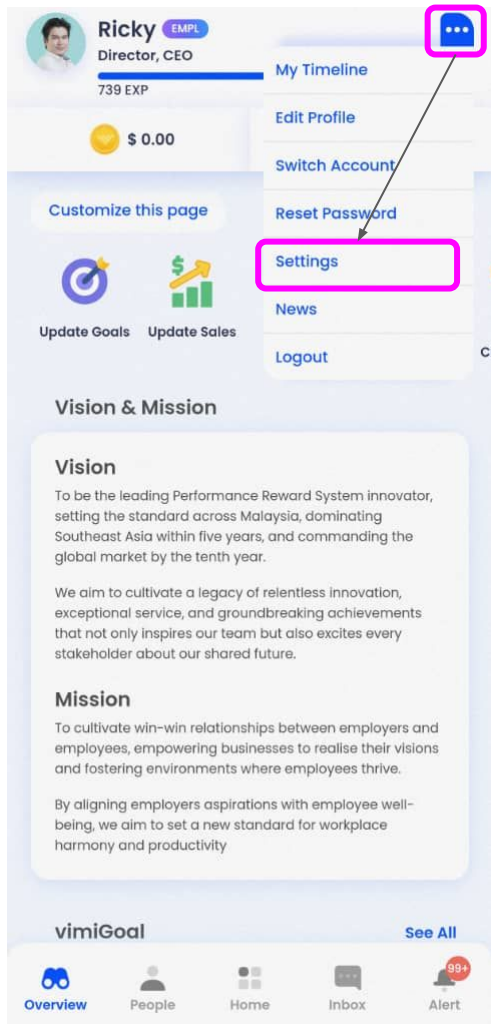 Ricky EMPL
Director, CEO
739 EXP
$ 0.00
My Timeline
Edit Profile
Switch Account
Reset Password
Settings
News
Logout
Customize this page
Update Goals
Update Sales
C
Vision & Mission
Vision
To be the leading Performance Reward System innovator,
setting the standard across Malaysia, dominating
Southeast Asia within five years, and commanding the
global market by the tenth year.
We aim to cultivate a legacy of relentless innovation,
exceptional service, and groundbreaking achievements
that not only inspires our team but also excites every
stakeholder about our shared future.
Mission
To cultivate win-win relationships between employers and
employees, empowering businesses to realise their visions
and fostering environments where employees thrive.
By aligning employers aspirations with employee well-
being, we aim to set a new standard for workplace
harmony and productivity
vimiGoal
See All
99+
Overview
People
Home
Inbox
Alert